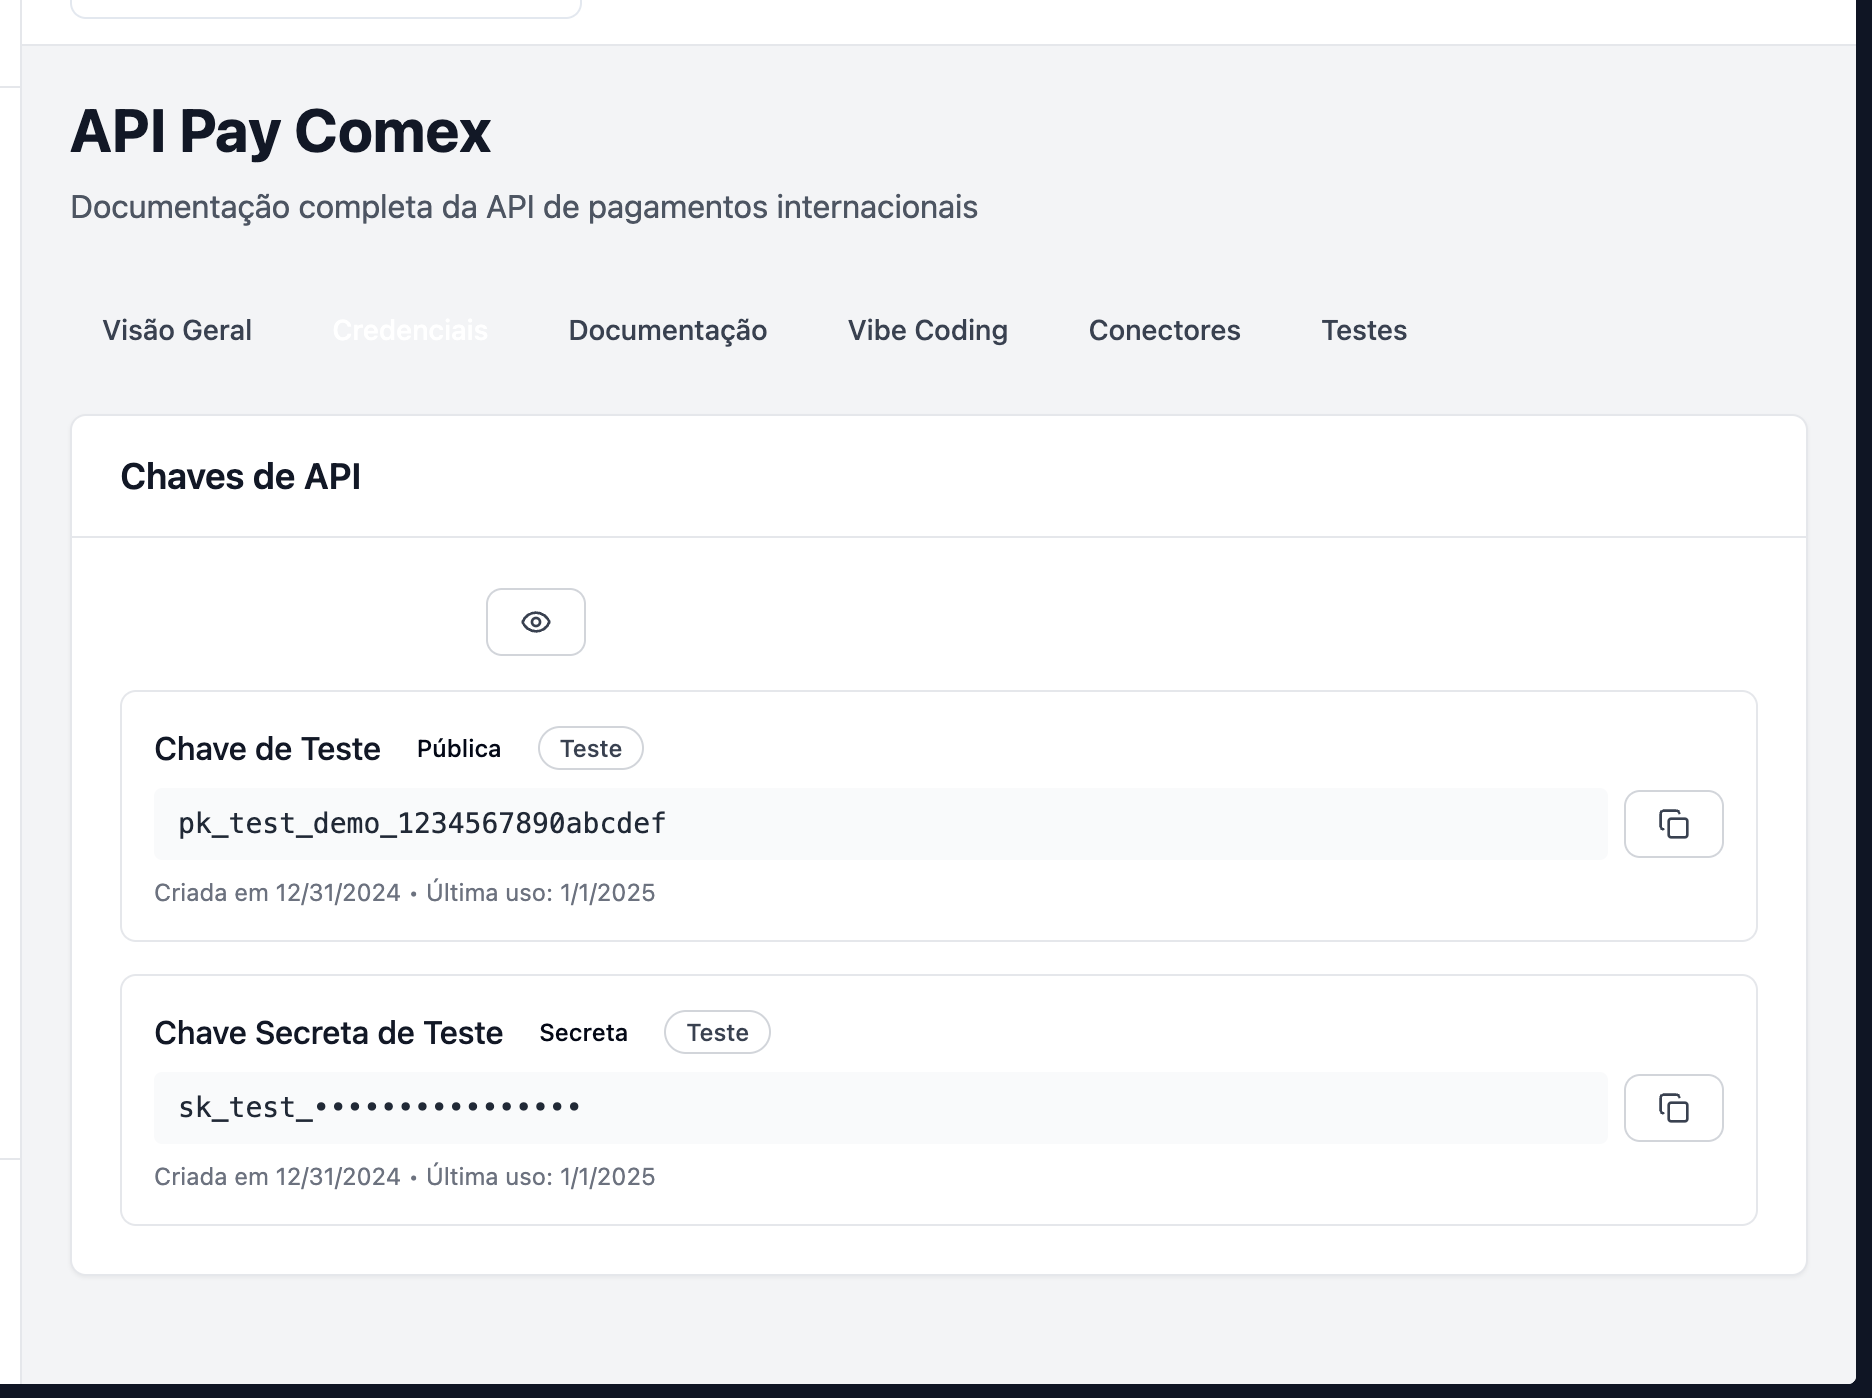 API Pay Comex
Documentação completa da API de pagamentos internacionais
Visão Geral Credenciais Documentação Vibe Coding Conectores Testes
Chaves de API
Chave de Teste Pública Teste
pk_test_demo_1234567890abcdef
Criada em 12/31/2024 • Última uso: 1/1/2025
Chave Secreta de Teste Secreta Teste
sk_test_••••••••••••••••
Criada em 12/31/2024 • Última uso: 1/1/2025